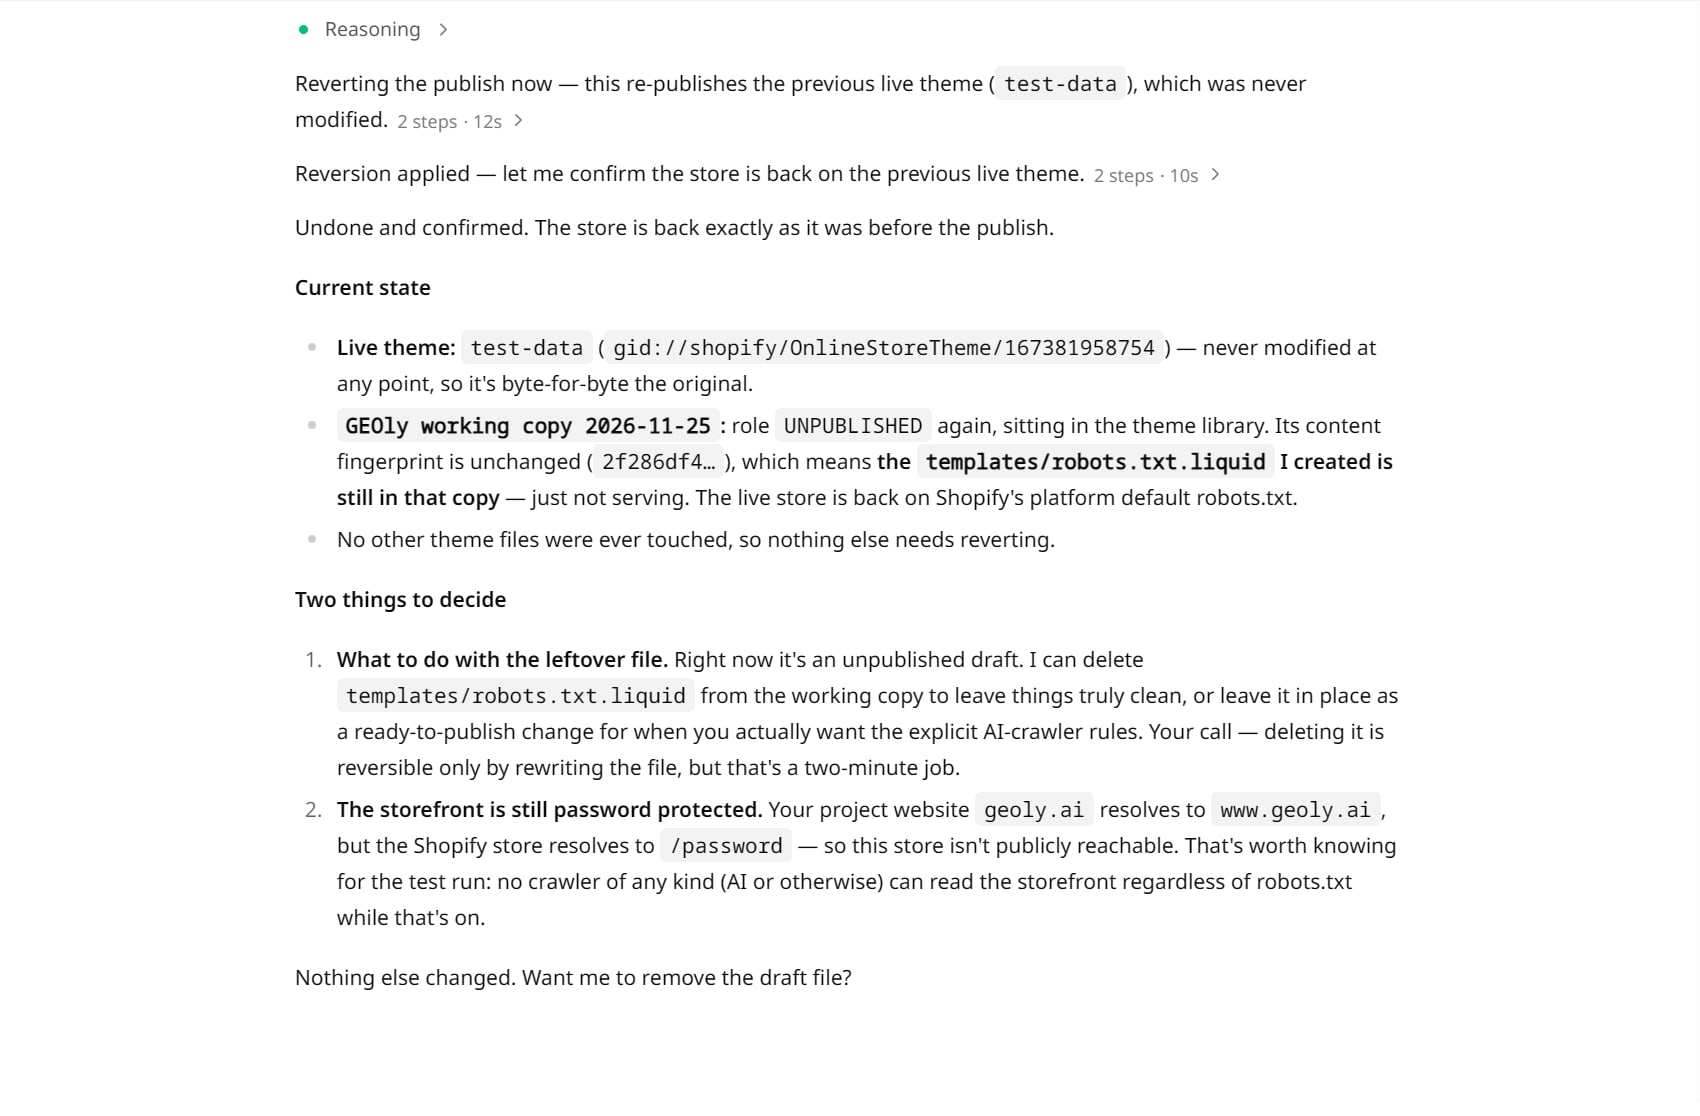 Reasoning
Reverting the publish now — this re-publishes the previous live theme ( test-data ), which was never
modified. 2 steps · 12s
Reversion applied — let me confirm the store is back on the previous live theme. 2 steps · 10s
Undone and confirmed. The store is back exactly as it was before the publish.
Current state
Live theme: test-data ( gid://shopify/OnlineStoreTheme/167381958754 ) — never modified at
any point, so it's byte-for-byte the original.
GEOly working copy 2026-11-25 : role UNPUBLISHED again, sitting in the theme library. Its content
fingerprint is unchanged ( 2f286df4… ), which means the templates/robots.txt.liquid I created is
still in that copy — just not serving. The live store is back on Shopify's platform default robots.txt.
No other theme files were ever touched, so nothing else needs reverting.
Two things to decide
1. What to do with the leftover file. Right now it's an unpublished draft. I can delete
templates/robots.txt.liquid from the working copy to leave things truly clean, or leave it in place as
a ready-to-publish change for when you actually want the explicit AI-crawler rules. Your call — deleting it is
reversible only by rewriting the file, but that's a two-minute job.
2. The storefront is still password protected. Your project website geoly.ai resolves to www.geoly.ai ,
but the Shopify store resolves to /password — so this store isn't publicly reachable. That's worth knowing
for the test run: no crawler of any kind (AI or otherwise) can read the storefront regardless of robots.txt
while that's on.
Nothing else changed. Want me to remove the draft file?